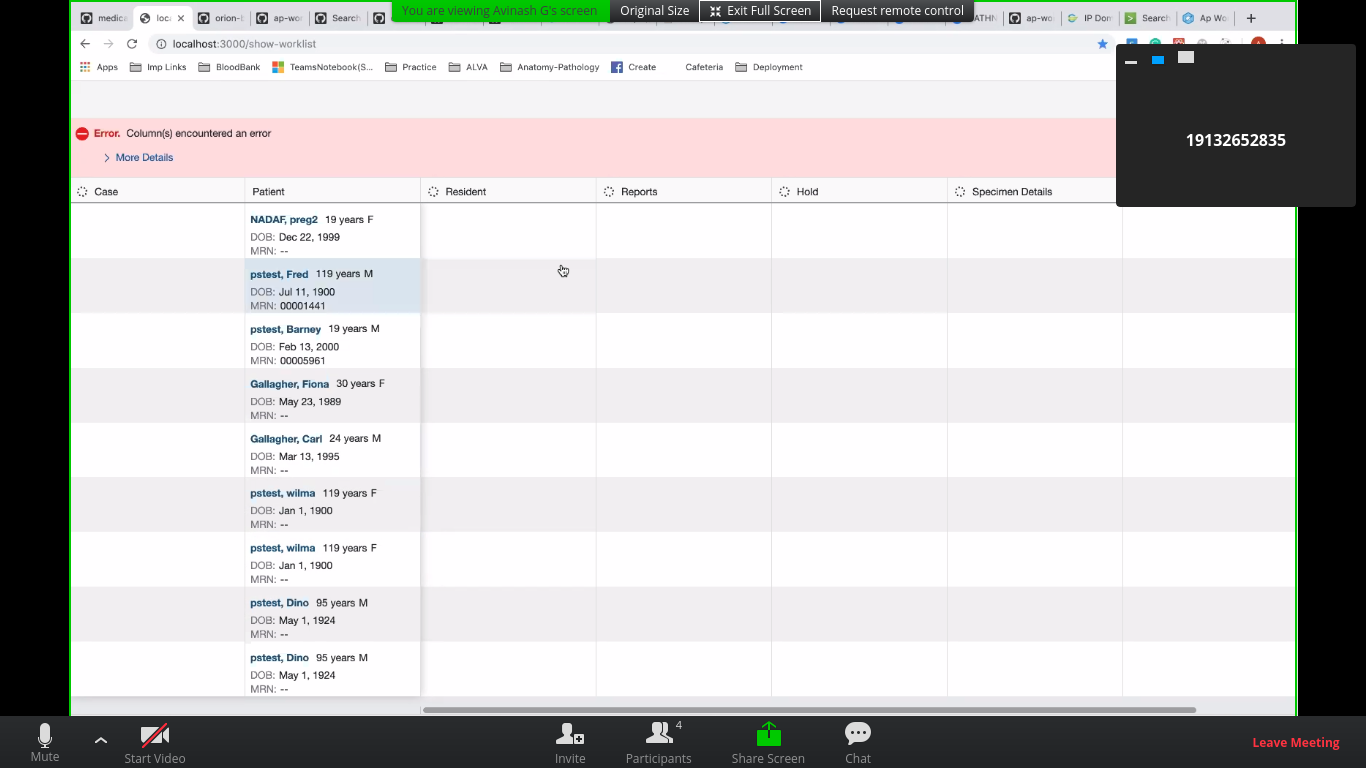 You are viewing Avinash G's screen Original Size Exit Full Screen Request remote control
medica loca orion-l ap-wor Search ATHN ap-wo IP Dom Search Ap Wo
localhost:3000/show-worklist
Apps Imp Links BloodBank TeamsNotebook(S... Practice ALVA Anatomy-Pathology Create Cafeteria Deployment
19132652835
Error. Column(s) encountered an error
More Details
Case Patient Resident Reports Hold Specimen Details
NADAF, preg2 19 years F
DOB: Dec 22, 1999
MRN: --
pstest, Fred 119 years M
DOB: Jul 11, 1900
MRN: 00001441
pstest, Barney 19 years M
DOB: Feb 13, 2000
MRN: 00005961
Gallagher, Fiona 30 years F
DOB: May 23, 1989
MRN: --
Gallagher, Carl 24 years M
DOB: Mar 13, 1995
MRN: --
pstest, wilma 119 years F
DOB: Jan 1, 1900
MRN: --
pstest, wilma 119 years F
DOB: Jan 1, 1900
MRN: --
pstest, Dino 95 years M
DOB: May 1, 1924
MRN: --
pstest, Dino 95 years M
DOB: May 1, 1924
MRN: --
Mute Start Video Invite Participants 4 Share Screen Chat Leave Meeting